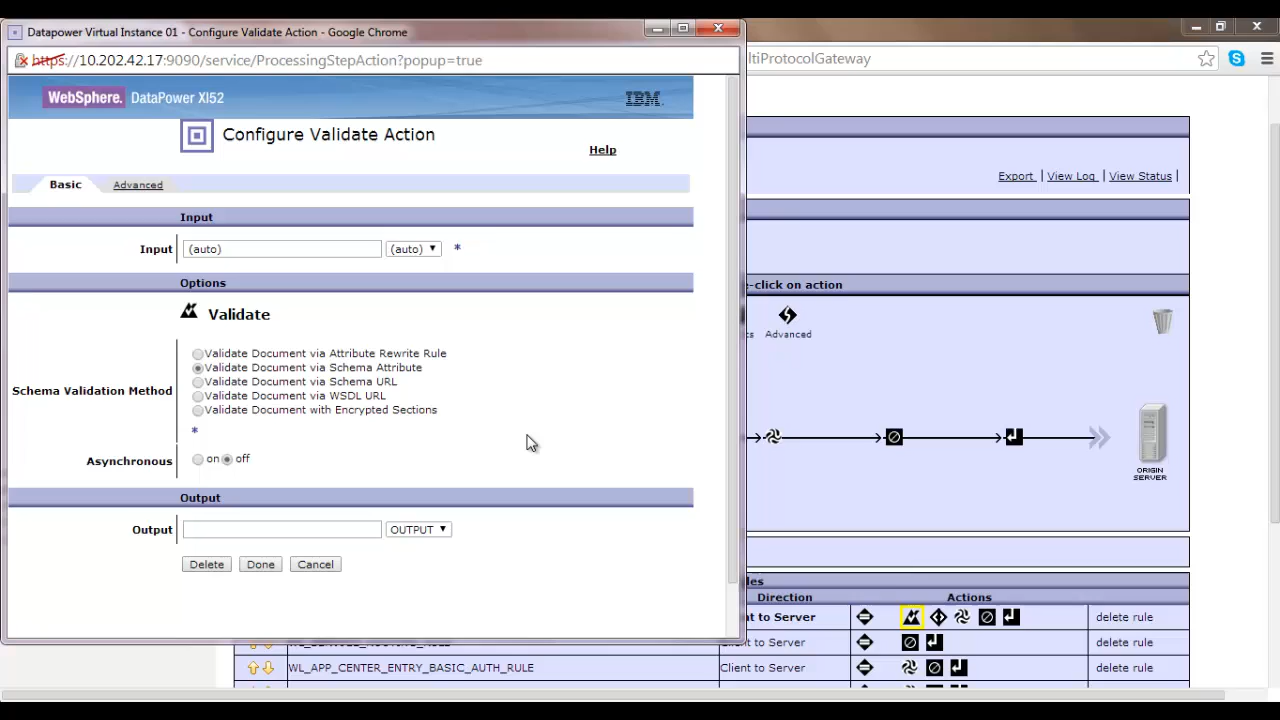 Datapower Virtual Instance 01 - Configure Validate Action - Google Chrome
https://10.202.42.17:9090/service/ProcessingStepAction?popup=true
ltiProtocolGateway
WebSphere. DataPower XI52
IBM.
Configure Validate Action
Help
Basic
Advanced
Export | View Log | View Status |
Input
Input
(auto)
(auto)
*
Options
-click on action
Validate
cs
Advanced
Schema Validation Method
Validate Document via Attribute Rewrite Rule
Validate Document via Schema Attribute
Validate Document via Schema URL
Validate Document via WSDL URL
Validate Document with Encrypted Sections
*
Asynchronous
on
off
ORIGIN
SERVER
Output
Output
OUTPUT
Delete
Done
Cancel
les
Direction
Actions
t to Server
delete rule
Client to Server
delete rule
WL_APP_CENTER_ENTRY_BASIC_AUTH_RULE
Client to Server
delete rule